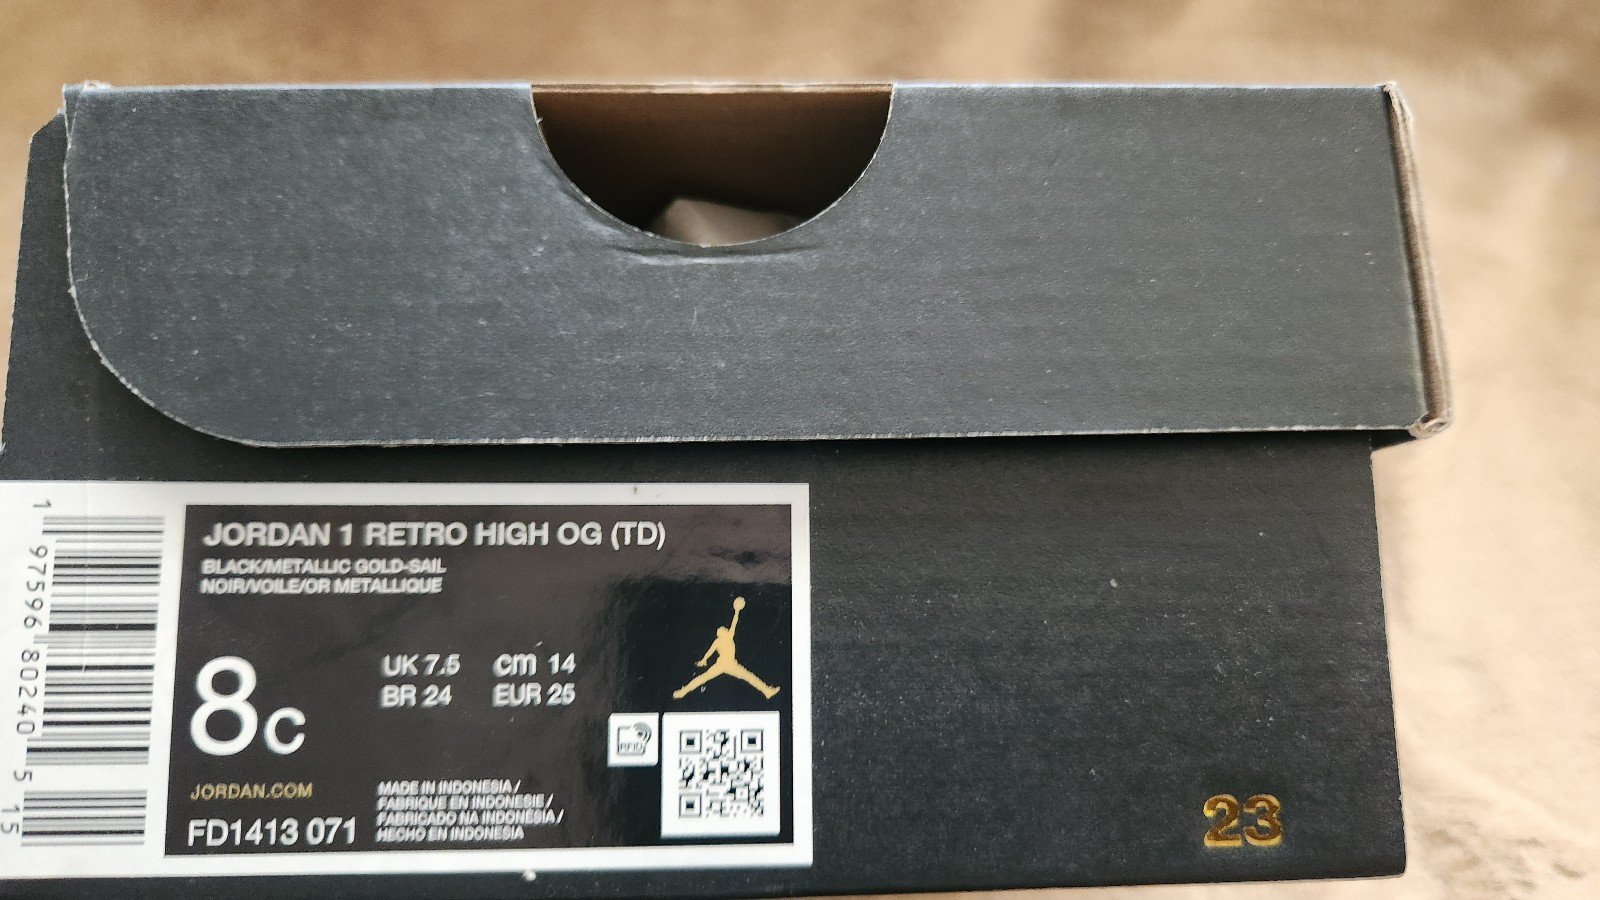 JORDAN 1 RETRO HIGH OG (TD)
BLACK/METALLIC GOLD-SAIL
NOIR/VOILE/OR METALLIQUE
8C
UK 7.5 cm 14
BR 24 EUR 25
RFID
JORDAN.COM
FD1413 071
MADE IN INDONESIA /
FABRIQUE EN INDONESIE /
FABRICADO NA INDONÉSIA /
HECHO EN INDONESIA
1 97596 80240 5 15
23